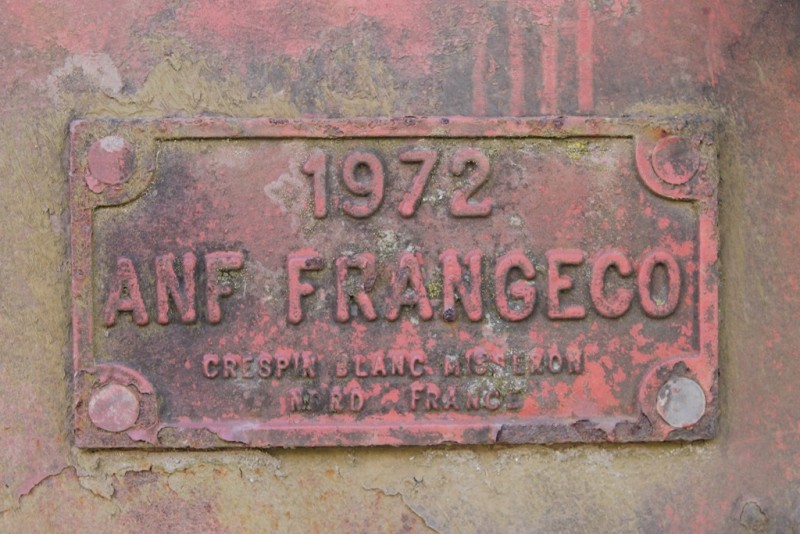 1972
ANF FRANGECO
CRESPIN BLANC MISSERON
NORD - FRANCE